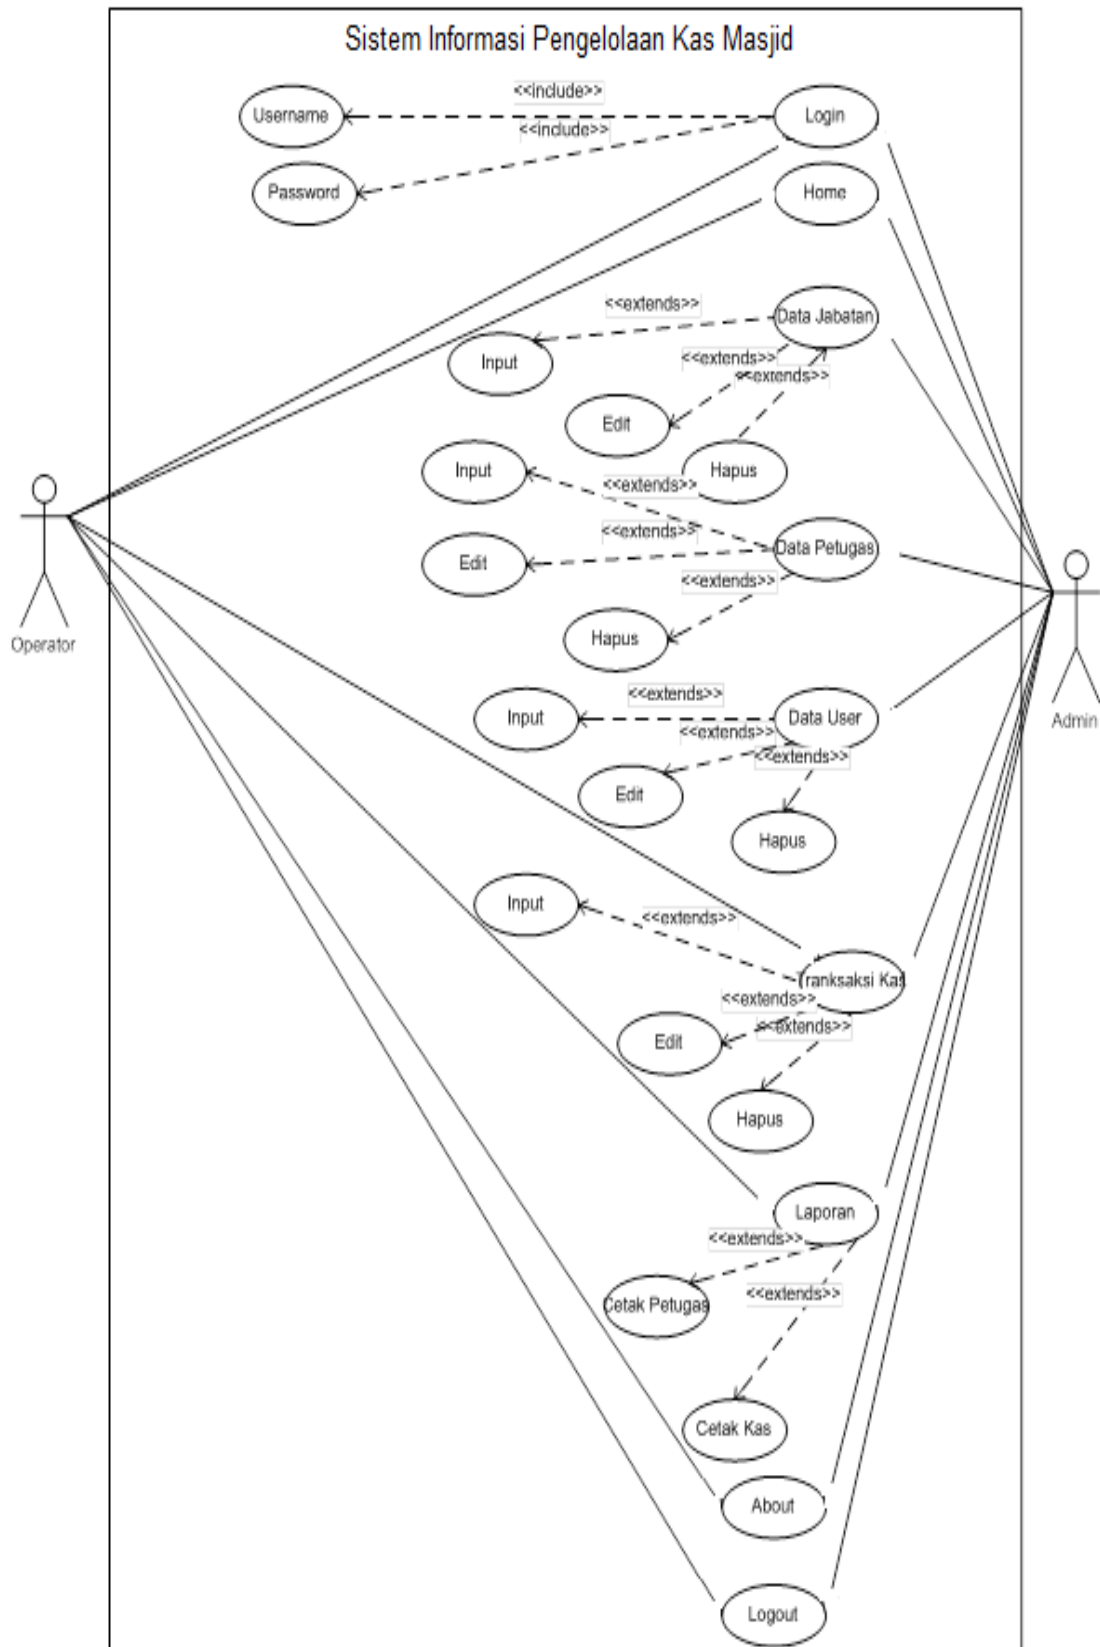 Sistem Informasi Pengelolaan Kas Masjid
<<include>>
Username
Login
<<include>>
Password
Home
<<extends>>
Data Jabatan
Input
<<extends>>
<<extends>>
Edit
Input
Hapus
<<extends>>
<<extends>>
Data Petugas
Edit
<<extends>>
Hapus
Operator
<<extends>>
Input
Data User
Admin
<<extends>>
<<extends>>
Edit
Hapus
Input
<<extends>>
Tranksaksi Kas
<<extends>>
<<extends>>
Edit
Hapus
Laporan
<<extends>>
<<extends>>
Cetak Petugas
Cetak Kas
About
Logout